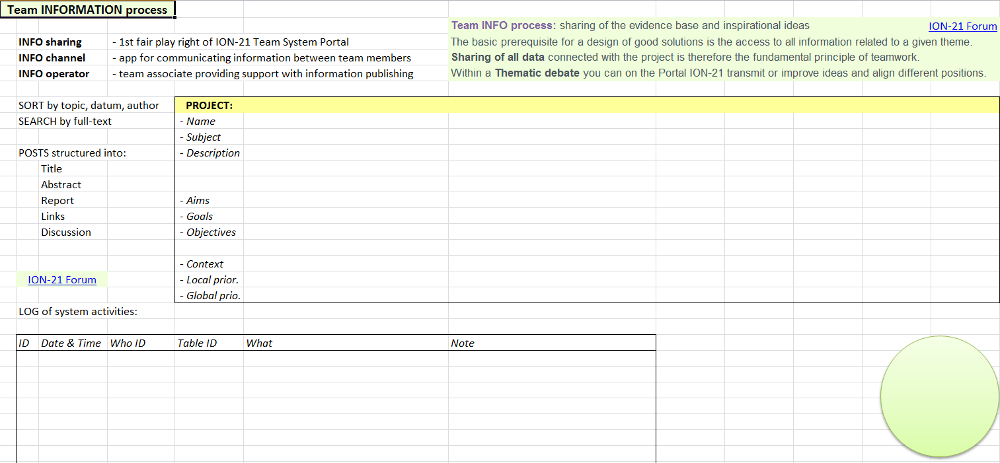 Team INFORMATION process
Team INFO process: sharing of the evidence base and inspirational ideas ION-21 Forum
INFO sharing - 1st fair play right of ION-21 Team System Portal
The basic prerequisite for a design of good solutions is the access to all information related to a given theme.
INFO channel - app for communicating information between team members
Sharing of all data connected with the project is therefore the fundamental principle of teamwork.
INFO operator - team associate providing support with information publishing
Within a Thematic debate you can on the Portal ION-21 transmit or improve ideas and align different positions.
SORT by topic, datum, author
PROJECT:
SEARCH by full-text
- Name
- Subject
POSTS structured into:
- Description
Title
Abstract
Report
- Aims
Links
- Goals
Discussion
- Objectives
- Context
ION-21 Forum
- Local prior.
- Global prio.
LOG of system activities:
ID Date & Time Who ID Table ID What Note